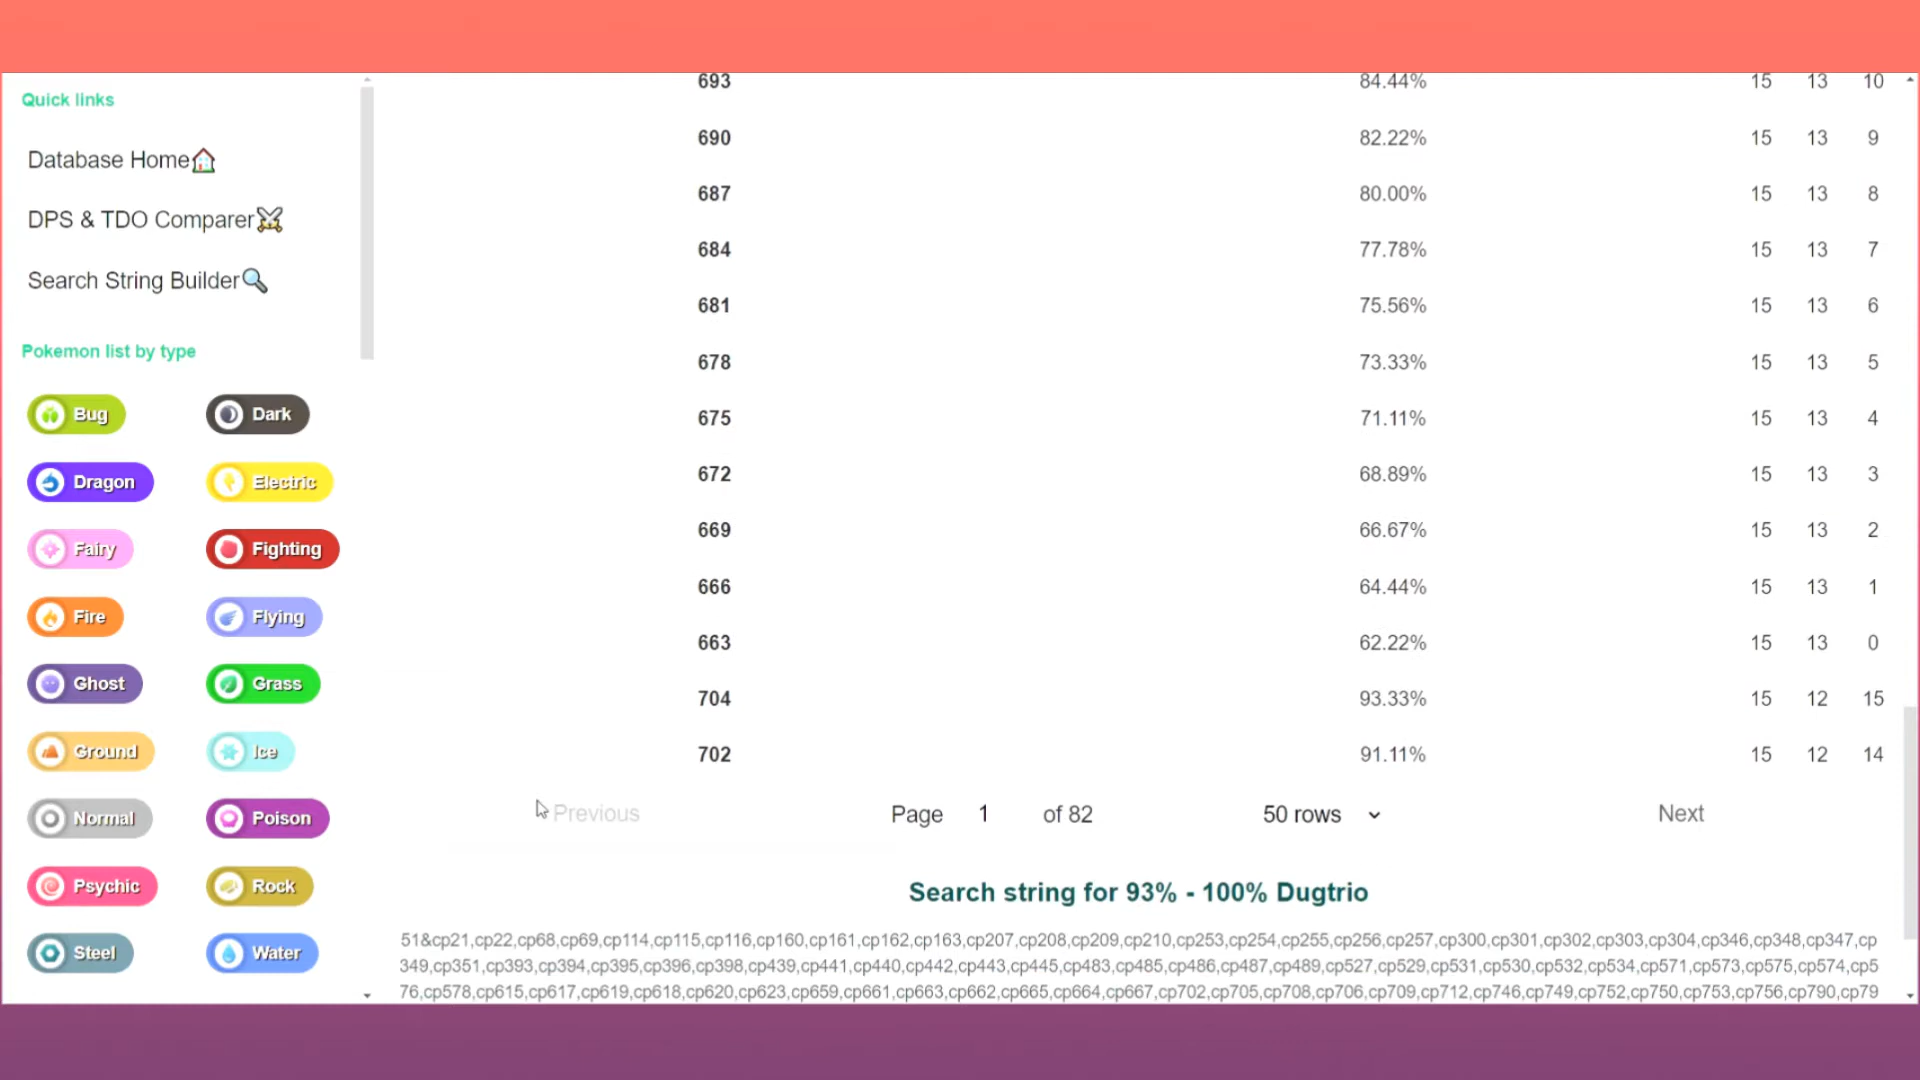 Quick links
Database Home
DPS & TDO Comparer
Search String Builder
Pokemon list by type
Bug Dark
Dragon Electric
Fairy Fighting
Fire Flying
Ghost Grass
Ground Ice
Normal Poison
Psychic Rock
Steel Water
693 84.44% 15 13 10
690 82.22% 15 13 9
687 80.00% 15 13 8
684 77.78% 15 13 7
681 75.56% 15 13 6
678 73.33% 15 13 5
675 71.11% 15 13 4
672 68.89% 15 13 3
669 66.67% 15 13 2
666 64.44% 15 13 1
663 62.22% 15 13 0
704 93.33% 15 12 15
702 91.11% 15 12 14
Previous Page 1 of 82 50 rows Next
Search string for 93% - 100% Dugtrio
51&cp21,cp22,cp68,cp69,cp114,cp115,cp116,cp160,cp161,cp162,cp163,cp207,cp208,cp209,cp210,cp253,cp254,cp255,cp256,cp257,cp300,cp301,cp302,cp303,cp304,cp346,cp348,cp347,cp
349,cp351,cp393,cp394,cp395,cp396,cp398,cp439,cp441,cp440,cp442,cp443,cp445,cp483,cp485,cp486,cp487,cp489,cp527,cp529,cp531,cp530,cp532,cp534,cp571,cp573,cp575,cp574,cp5
76,cp578,cp615,cp617,cp619,cp618,cp620,cp623,cp659,cp661,cp663,cp662,cp665,cp664,cp667,cp702,cp705,cp708,cp706,cp709,cp712,cp746,cp749,cp752,cp750,cp753,cp756,cp790,cp79